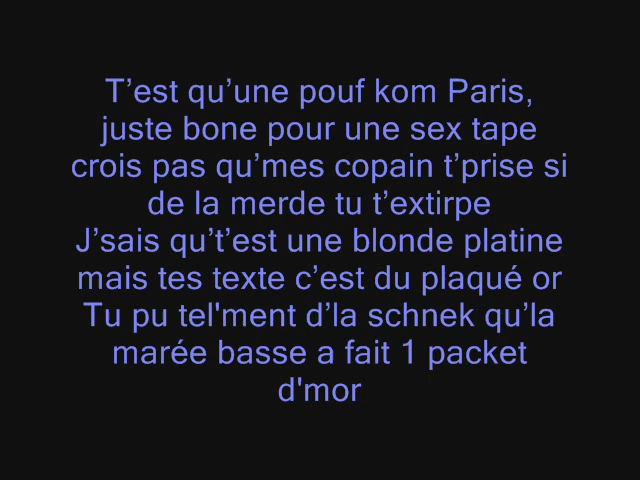 T’est qu’une pouf kom Paris,
juste bone pour une sex tape
crois pas qu’mes copain t’prise si
de la merde tu t’extirpe
J’sais qu’t’est une blonde platine
mais tes texte c’est du plaqué or
Tu pu tel'ment d’la schnek qu’la
marée basse a fait 1 packet
d'mor